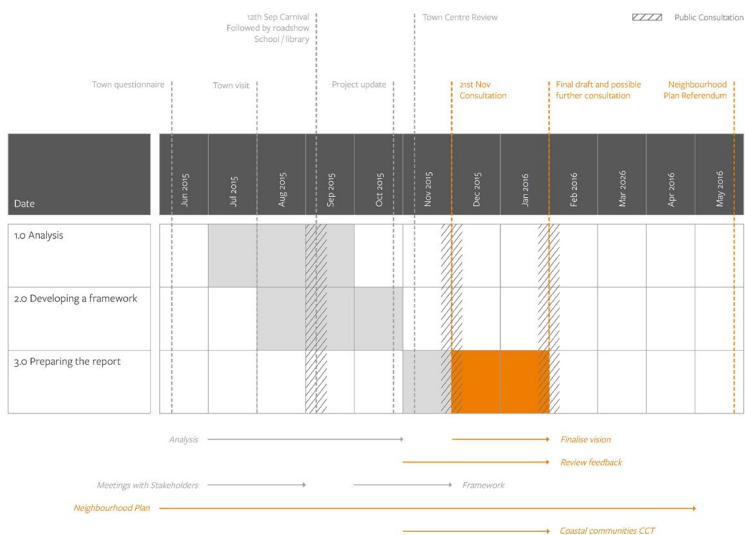 12th Sep Carnival
Followed by roadshow
School / library
Town Centre Review
Public Consultation
Town questionnaire
Town visit
Project update
21st Nov
Consultation
Final draft and possible
further consultation
Neighbourhood
Plan Referendum
Date
Jun 2015
Jul 2015
Aug 2015
Sep 2015
Oct 2015
Nov 2015
Dec 2015
Jan 2016
Feb 2016
Mar 2026
Apr 2016
May 2016
1.0 Analysis
2.0 Developing a framework
3.0 Preparing the report
Analysis
Finalise vision
Review feedback
Meetings with Stakeholders
Framework
Neighbourhood Plan
Coastal communities CCT